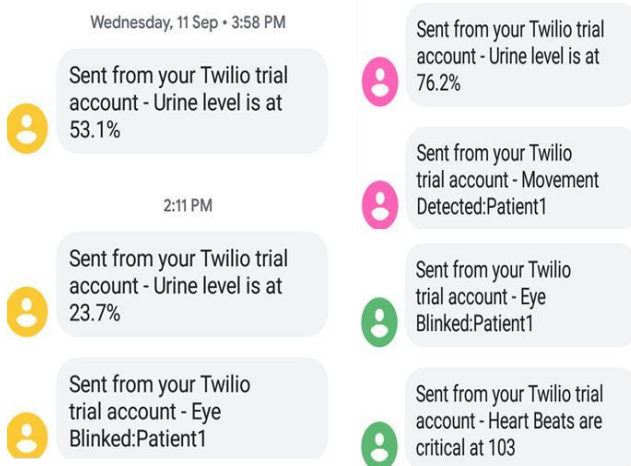 Wednesday, 11 Sep • 3:58 PM
Sent from your Twilio trial
account - Urine level is at
53.1%
2:11 PM
Sent from your Twilio trial
account - Urine level is at
23.7%
Sent from your Twilio
trial account - Eye
Blinked:Patient1
Sent from your Twilio trial
account - Urine level is at
76.2%
Sent from your Twilio
trial account - Movement
Detected:Patient1
Sent from your Twilio
trial account - Eye
Blinked:Patient1
Sent from your Twilio trial
account - Heart Beats are
critical at 103